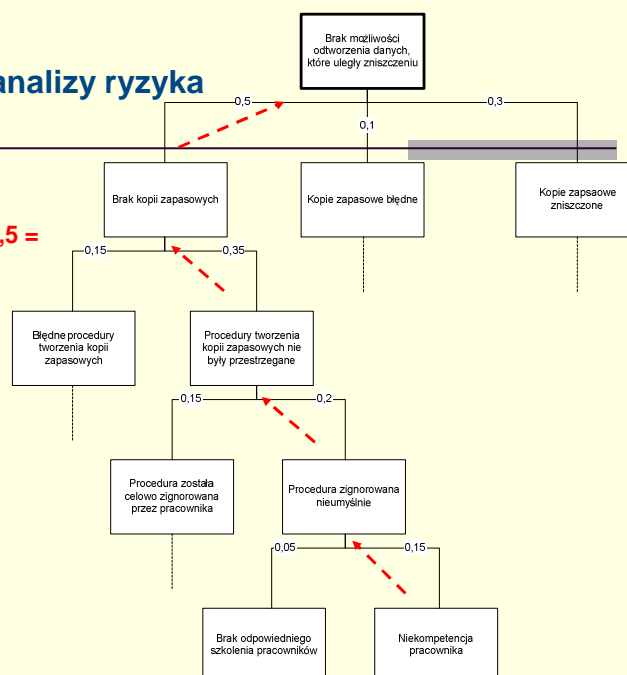 analizy ryzyka
Brak możliwości
odtworzenia danych,
które uległy zniszczeniu
0,5
0,1
0,3
Brak kopii zapasowych
Kopie zapasowe błędne
Kopie zapsaowe
zniszczone
,5 =
0,15
0,35
Błędne procedury
tworzenia kopii
zapasowych
Procedury tworzenia
kopii zapasowych nie
były przestrzegane
0,15
0,2
Procedura została
celowo zignorowana
przez pracownika
Procedura zignorowana
nieumyślnie
0,05
0,15
Brak odpowiedniego
szkolenia pracowników
Niekompetencja
pracownika